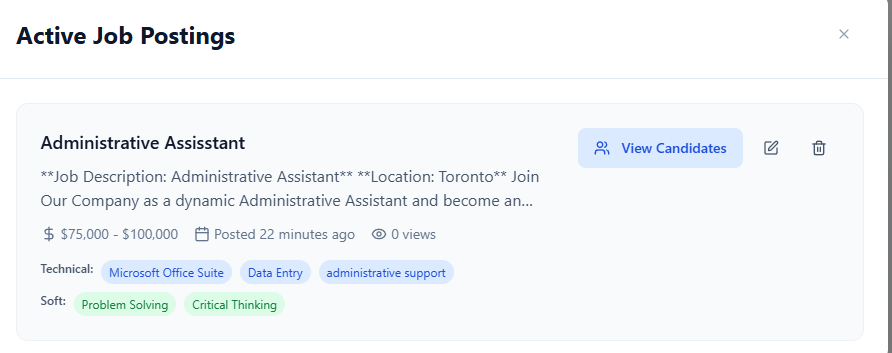 Active Job Postings
Administrative Assisstant
View Candidates
**Job Description: Administrative Assistant** **Location: Toronto** Join
Our Company as a dynamic Administrative Assistant and become an...
$75,000 - $100,000 Posted 22 minutes ago 0 views
Technical: Microsoft Office Suite Data Entry administrative support
Soft: Problem Solving Critical Thinking